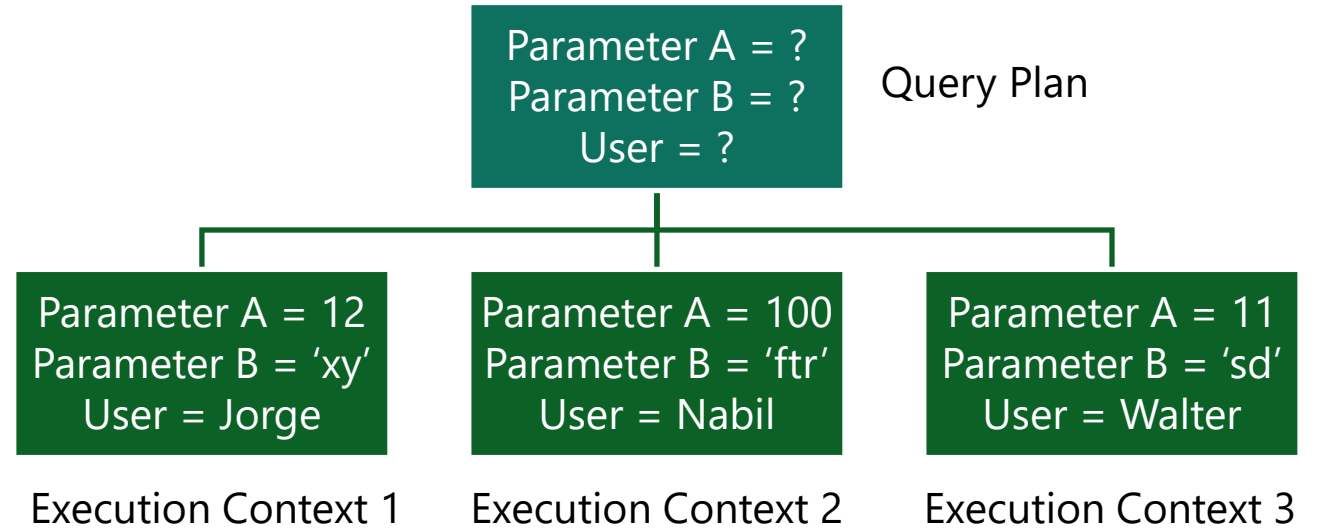 Parameter A = ?
Parameter B = ?
User = ?
Query Plan
Parameter A = 12
Parameter B = ‘xy’
User = Jorge
Parameter A = 100
Parameter B = ‘ftr’
User = Nabil
Parameter A = 11
Parameter B = ‘sd’
User = Walter
Execution Context 1
Execution Context 2
Execution Context 3